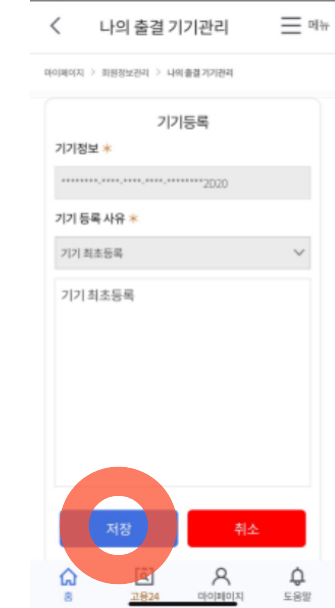 나의 출결 기기관리
메뉴
마이페이지 > 회원정보관리 > 나의 출결 기기관리
기기등록
기기정보 *
********-****-****-****-********2020
기기 등록 사유 *
기기 최초등록
기기 최초등록
저장 취소
홈 고용24 마이페이지 도움말